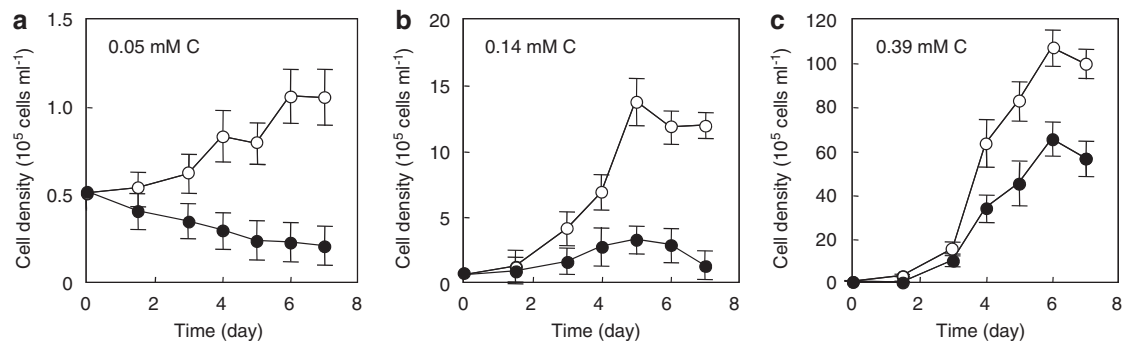 a
0.05 mM C
Cell density (10⁵ cells ml⁻¹)
1.5
1.0
0.5
0
0 2 4 6 8
Time (day)
b
0.14 mM C
Cell density (10⁵ cells ml⁻¹)
20
15
10
5
0
0 2 4 6 8
Time (day)
c
0.39 mM C
Cell density (10⁵ cells ml⁻¹)
120
100
80
60
40
20
0
0 2 4 6 8
Time (day)